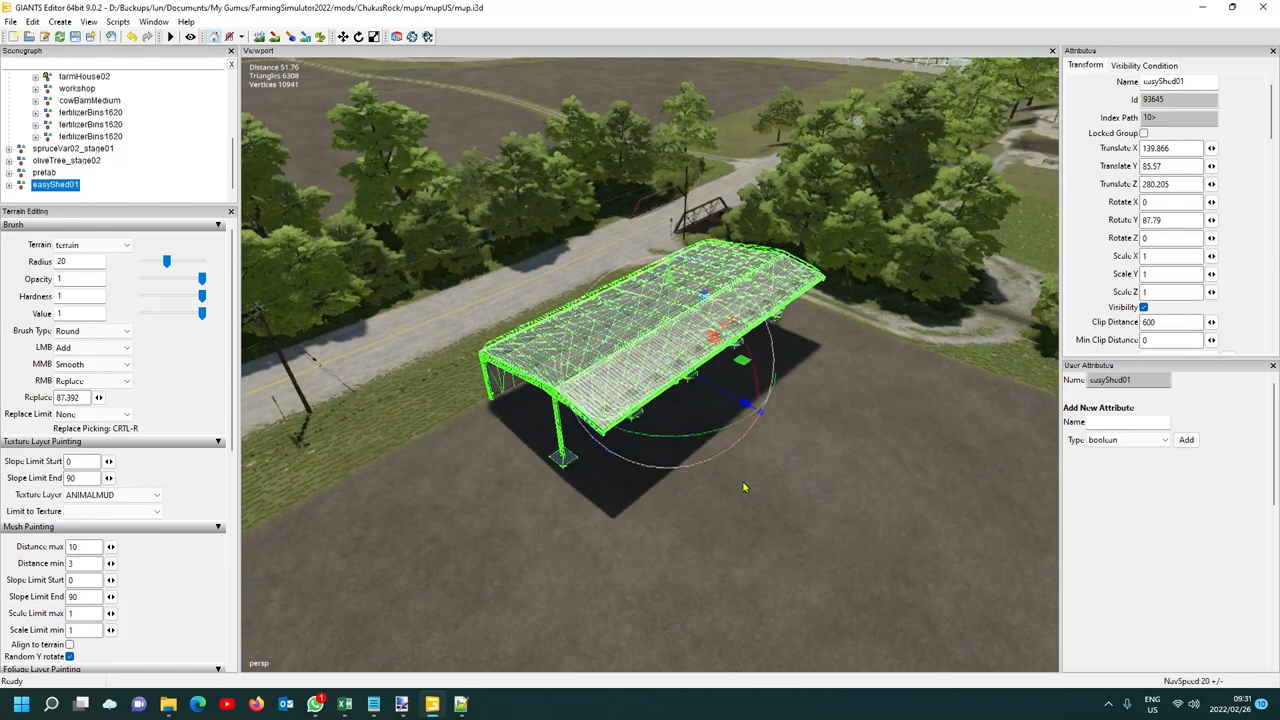 GIANTS Editor 64bit 9.0.2 - D:/Backups/Ian/Documents/My Games/FarmingSimulator2022/mods/ChakusRock/maps/mapUS/map.i3d
File Edit Create View Scripts Window Help
Scenegraph
X
farmHouse02
workshop
cowBarnMedium
fertilizerBins1620
fertilizerBins1620
fertilizerBins1620
spruceVar02_stage01
oliveTree_stage02
prefab
easyShed01
Terrain Editing
Brush
Terrain terrain
Radius 20
Opacity 1
Hardness 1
Value 1
Brush Type Round
LMB Add
MMB Smooth
RMB Replace
Replace 87.392
Replace Limit None
Replace Picking: CRTL-R
Texture Layer Painting
Slope Limit Start 0
Slope Limit End 90
Texture Layer ANIMALMUD
Limit to Texture
Mesh Painting
Distance max 10
Distance min 3
Slope Limit Start 0
Slope Limit End 90
Scale Limit max 1
Scale Limit min 1
Align to terrain
Random Y rotate
Foliage Layer Painting
Ready
Viewport
Distance 51.76
Triangles 6308
Vertices 10941
persp
Attributes
Transform Visibility Condition
Name easyShed01
Id 93645
Index Path 10>
Locked Group
Translate X 139.866
Translate Y 85.57
Translate Z 280.205
Rotate X 0
Rotate Y 87.79
Rotate Z 0
Scale X 1
Scale Y 1
Scale Z 1
Visibility
Clip Distance 600
Min Clip Distance 0
User Attributes
Name easyShed01
Add New Attribute
Name
Type boolean Add
NavSpeed 20 +/-
1
ENG
US
09:31
2022/02/26
10